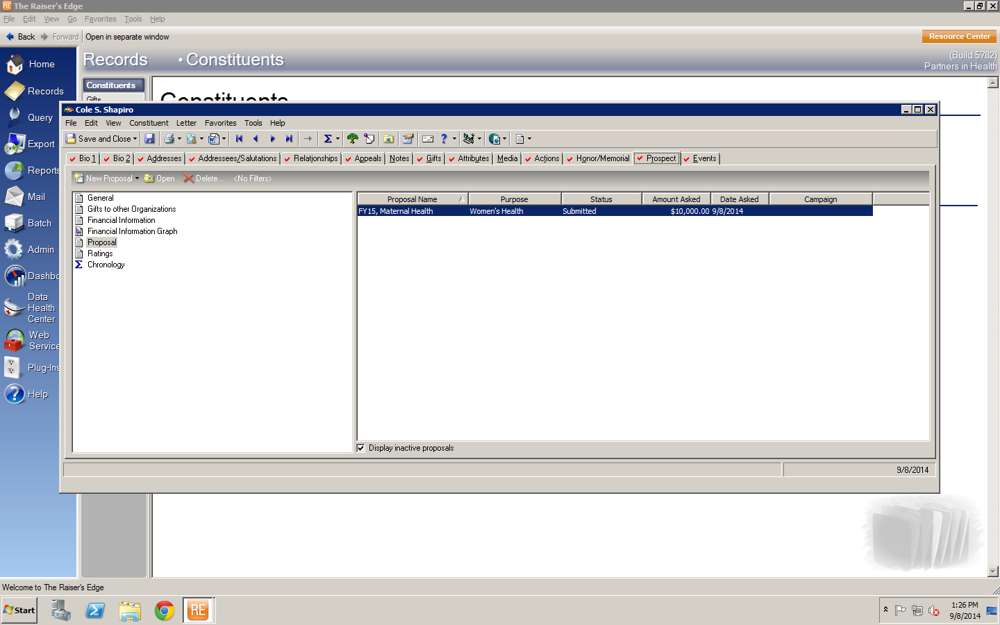 The Raiser's Edge
File Edit View Go Favorites Tools Help
Back Forward Open in separate window
Resource Center
Records • Constituents
(Build 5782)
Partners in Health
Home
Records
Query
Export
Reports
Mail
Batch
Admin
Dashbo
Data
Health
Center
Web
Service
Plug-Ins
Help
Constituents
Gifts
Constituents
Cole S. Shapiro
File Edit View Constituent Letter Favorites Tools Help
Save and Close
Bio 1 Bio 2 Addresses Addressees/Salutations Relationships Appeals Notes Gifts Attributes Media Actions Honor/Memorial Prospect Events
New Proposal Open Delete... <No Filters>
General
Gifts to other Organizations
Financial Information
Financial Information Graph
Proposal
Ratings
Chronology
Proposal Name Purpose Status Amount Asked Date Asked Campaign
FY15, Maternal Health Women's Health Submitted $10,000.00 9/8/2014
Display inactive proposals
9/8/2014
Welcome to The Raiser's Edge
Start
RE
1:26 PM
9/8/2014